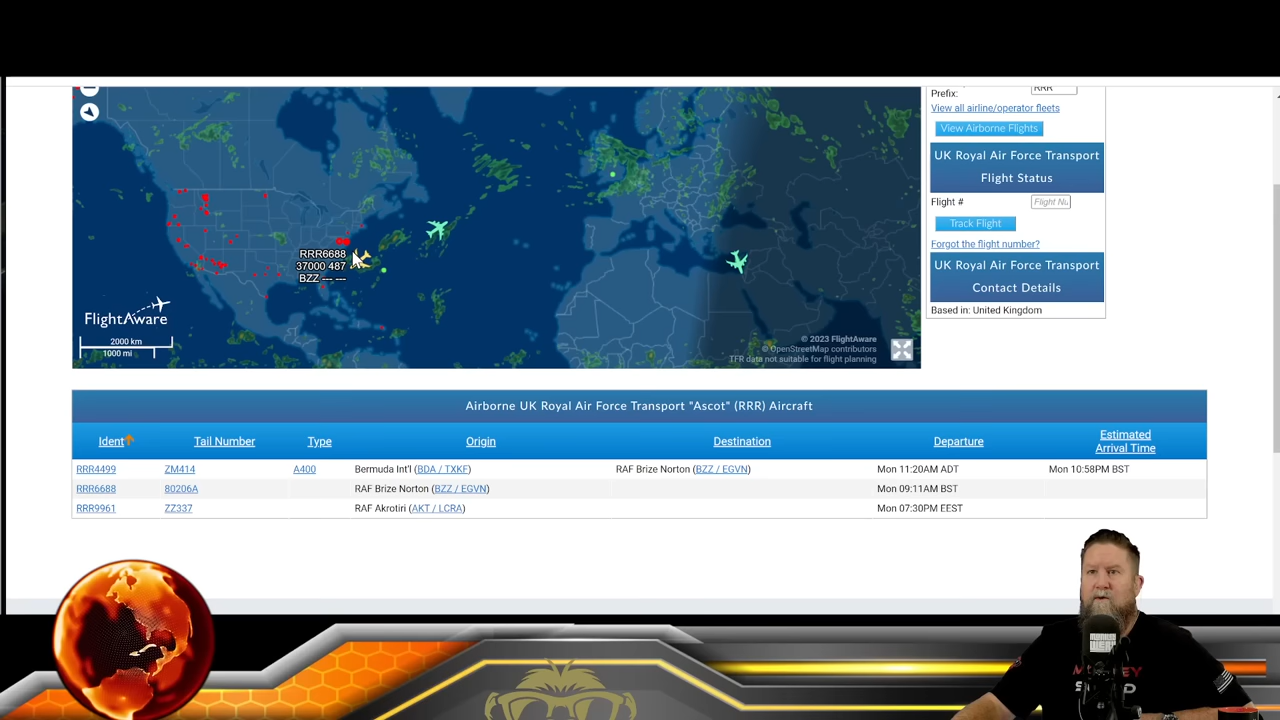 Prefix:
RRR
View all airline/operator fleets
View Airborne Flights
UK Royal Air Force Transport
Flight Status
Flight #
Flight Nu
Track Flight
Forgot the flight number?
UK Royal Air Force Transport
Contact Details
Based in: United Kingdom
RRR6688
37000 487
BZZ --- ---
FlightAware
2000 km
1000 mi
© 2023 FlightAware
© OpenStreetMap contributors
TFR data not suitable for flight planning
Airborne UK Royal Air Force Transport "Ascot" (RRR) Aircraft
Ident Tail Number Type Origin Destination Departure Estimated Arrival Time
RRR4499 ZM414 A400 Bermuda Int'l (BDA / TXKF) RAF Brize Norton (BZZ / EGVN) Mon 11:20AM ADT Mon 10:58PM BST
RRR6688 80206A RAF Brize Norton (BZZ / EGVN) Mon 09:11AM BST
RRR9961 ZZ337 RAF Akrotiri (AKT / LCRA) Mon 07:30PM EEST